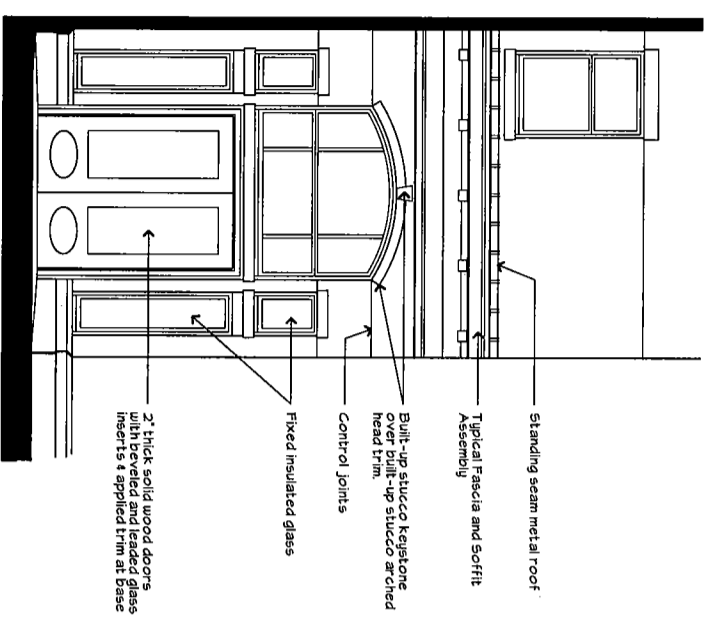 Standing seam metal roof
Typical Fascia and Soffit
Assembly
Built-up stucco keystone
over built-up stucco arched
head trim.
Control joints
Fixed insulated glass
2" thick solid wood doors
with beveled and leaded glass
inserts & applied trim at base